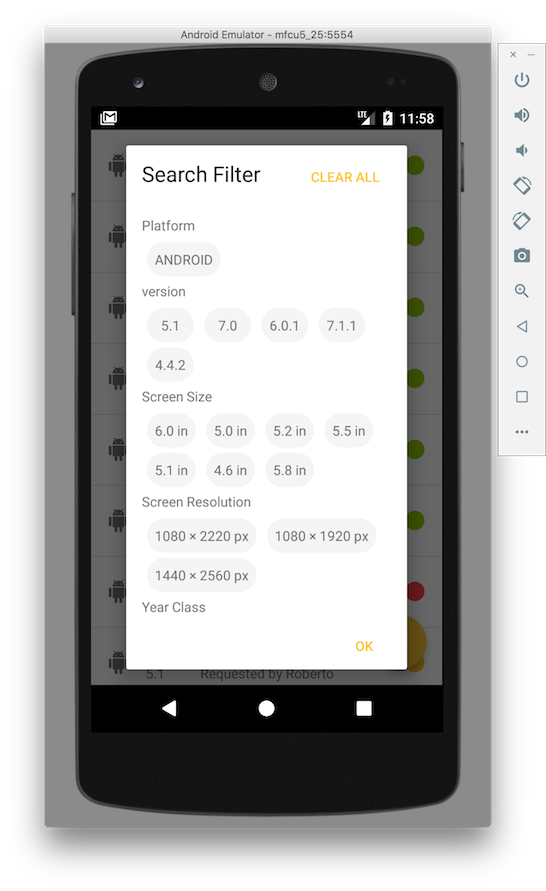 Android Emulator - mfcu5_25:5554
LTE 11:58
Search Filter CLEAR ALL
Platform
ANDROID
version
5.1 7.0 6.0.1 7.1.1
4.4.2
Screen Size
6.0 in 5.0 in 5.2 in 5.5 in
5.1 in 4.6 in 5.8 in
Screen Resolution
1080 × 2220 px 1080 × 1920 px
1440 × 2560 px
Year Class
OK
5.1 Requested by Roberto